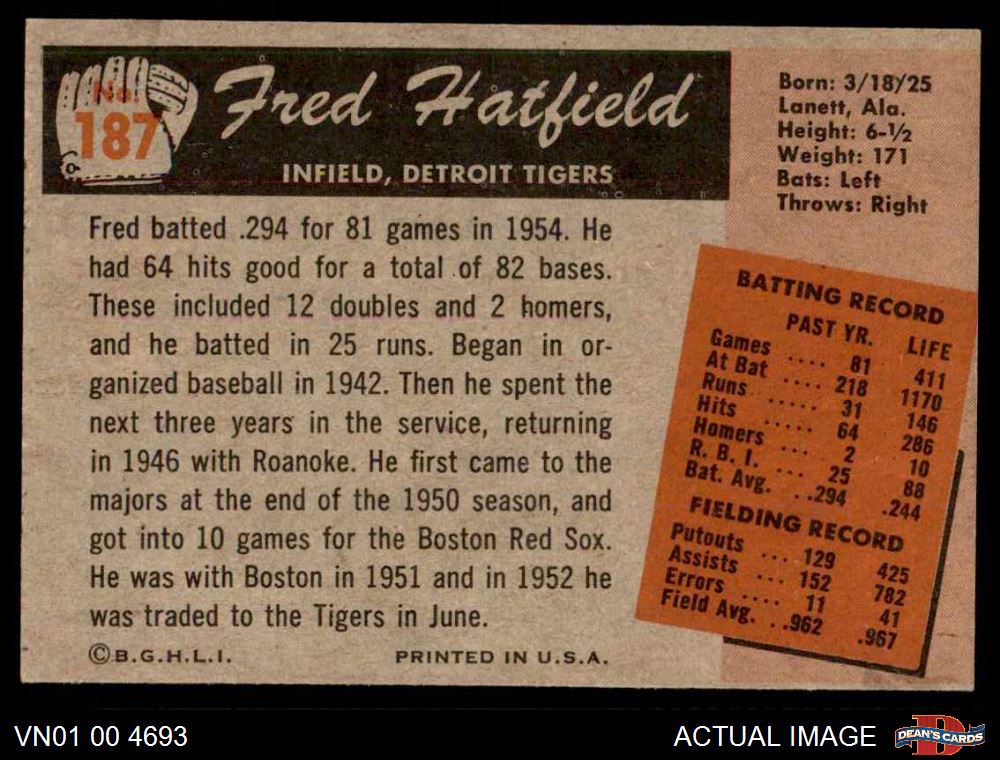 No.
187
Fred Hatfield
INFIELD, DETROIT TIGERS
Born: 3/18/25
Lanett, Ala.
Height: 6-½
Weight: 171
Bats: Left
Throws: Right
Fred batted .294 for 81 games in 1954. He
had 64 hits good for a total of 82 bases.
These included 12 doubles and 2 homers,
and he batted in 25 runs. Began in or-
ganized baseball in 1942. Then he spent the
next three years in the service, returning
in 1946 with Roanoke. He first came to the
majors at the end of the 1950 season, and
got into 10 games for the Boston Red Sox.
He was with Boston in 1951 and in 1952 he
was traded to the Tigers in June.
©B.G.H.L.I. PRINTED IN U.S.A.
BATTING RECORD
PAST YR. LIFE
Games .... 81 411
At Bat .... 218 1170
Runs ..... 31 146
Hits ..... 64 286
Homers ... 2 10
R. B. I. ... 25 88
Bat. Avg. ..294 .244
FIELDING RECORD
Putouts ... 129 425
Assists ... 152 782
Errors .... 11 41
Field Avg. ..962 .967
VN01 00 4693 ACTUAL IMAGE D DEAN'S CARDS